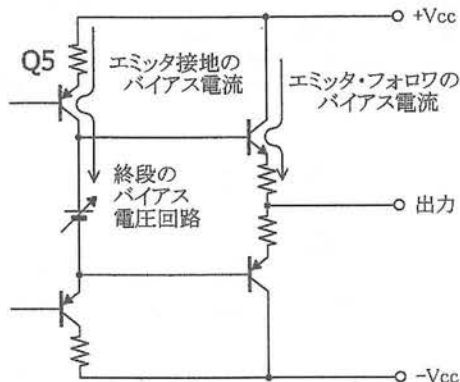 +Vcc
Q5
エミッタ接地の
バイアス電流
エミッタ・フォロワの
バイアス電流
終段の
バイアス
電圧回路
出力
−Vcc